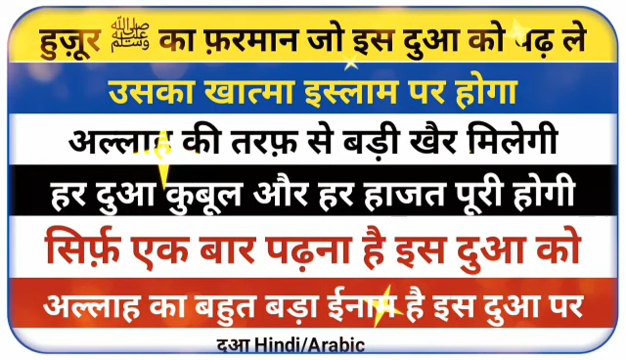 हुज़ूर ﷺ का फ़रमान जो इस दुआ को पढ़ ले
उसका खात्मा इस्लाम पर होगा
अल्लाह की तरफ़ से बड़ी खैर मिलेगी
हर दुआ कुबूल और हर हाजत पूरी होगी
सिर्फ़ एक बार पढ़ना है इस दुआ को
अल्लाह का बहुत बड़ा ईनाम है इस दुआ पर
दुआ Hindi/Arabic